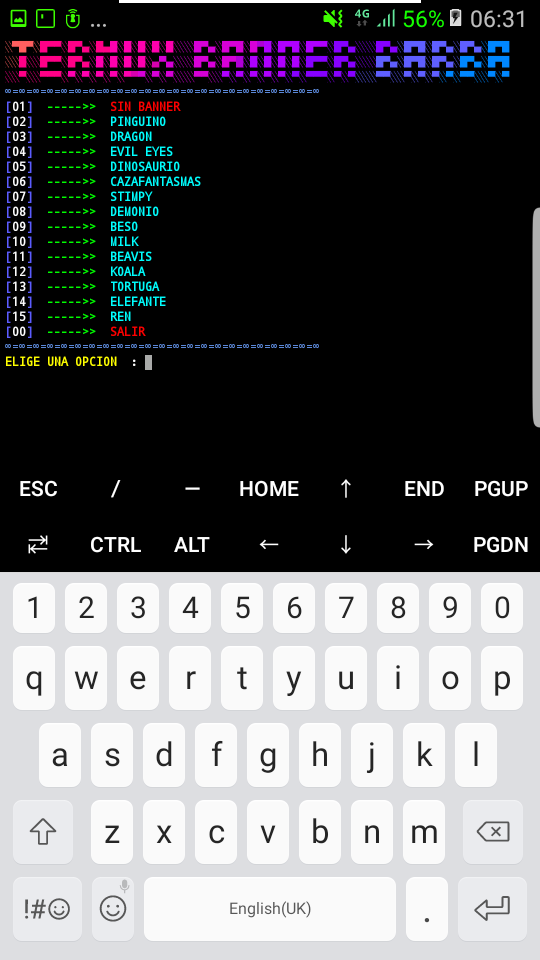 ... 4G 56% 06:31
TERMUX BANNER
[01] ----->> SIN BANNER
[02] ----->> PINGUINO
[03] ----->> DRAGON
[04] ----->> EVIL EYES
[05] ----->> DINOSAURIO
[06] ----->> CAZAFANTASMAS
[07] ----->> STIMPY
[08] ----->> DEMONIO
[09] ----->> BESO
[10] ----->> MILK
[11] ----->> BEAVIS
[12] ----->> KOALA
[13] ----->> TORTUGA
[14] ----->> ELEFANTE
[15] ----->> REN
[00] ----->> SALIR
ELIGE UNA OPCION :
ESC / – HOME ↑ END PGUP
⇄ CTRL ALT ← ↓ → PGDN
1 2 3 4 5 6 7 8 9 0
q w e r t y u i o p
a s d f g h j k l
z x c v b n m
!#☺ English(UK) .